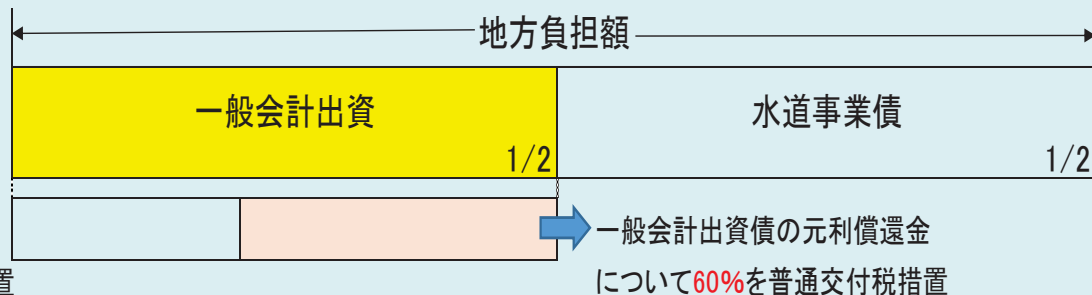 地方負担額
一般会計出資
1/2
水道事業債
1/2
一般会計出資債の元利償還金
について60%を普通交付税措置
置